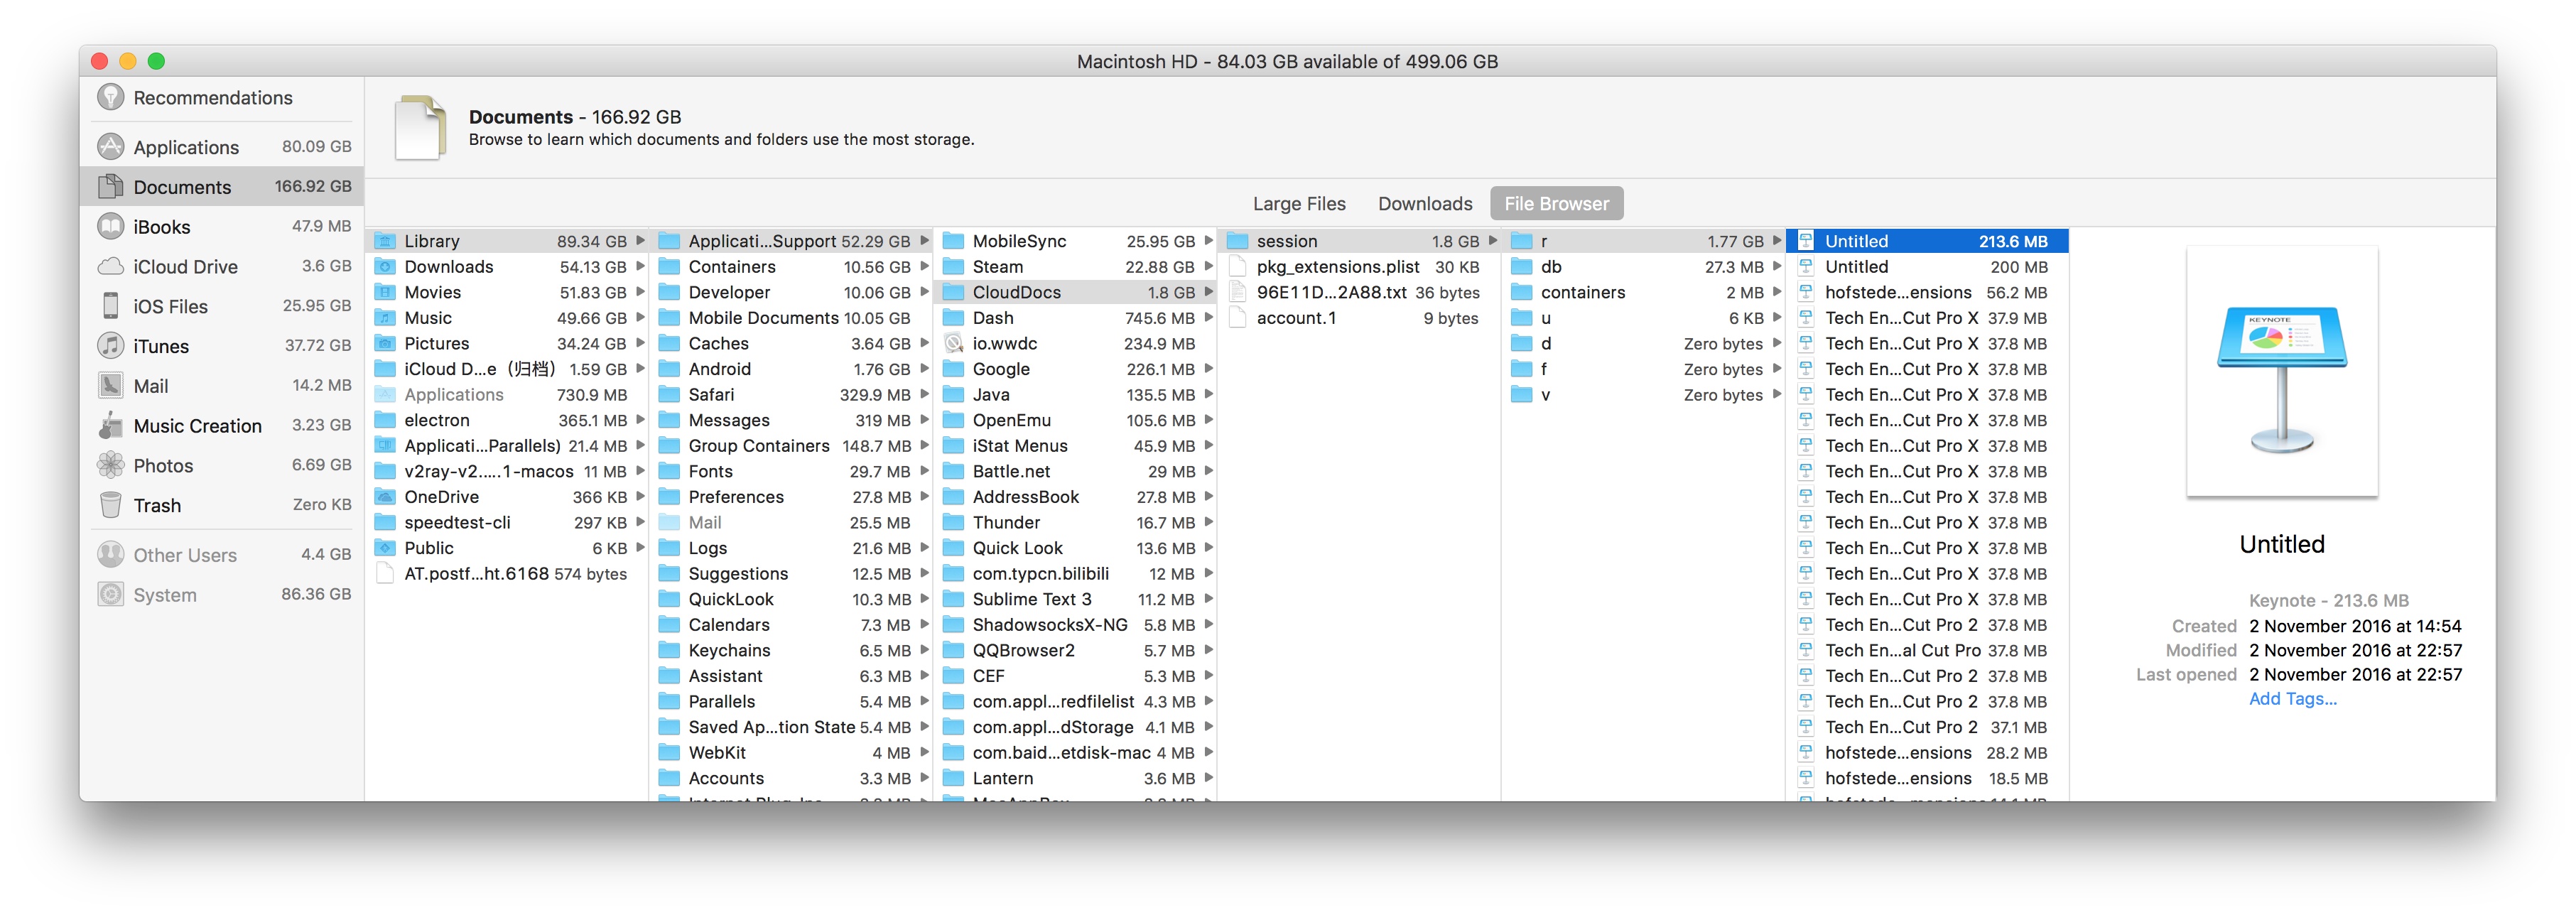 Macintosh HD - 84.03 GB available of 499.06 GB
Recommendations
Applications 80.09 GB
Documents 166.92 GB
iBooks 47.9 MB
iCloud Drive 3.6 GB
iOS Files 25.95 GB
iTunes 37.72 GB
Mail 14.2 MB
Music Creation 3.23 GB
Photos 6.69 GB
Trash Zero KB
Other Users 4.4 GB
System 86.36 GB
Documents - 166.92 GB
Browse to learn which documents and folders use the most storage.
Large Files Downloads File Browser
Library 89.34 GB
Downloads 54.13 GB
Movies 51.83 GB
Music 49.66 GB
Pictures 34.24 GB
iCloud D...e（归档） 1.59 GB
Applications 730.9 MB
electron 365.1 MB
Applicati...Parallels) 21.4 MB
v2ray-v2.....1-macos 11 MB
OneDrive 366 KB
speedtest-cli 297 KB
Public 6 KB
AT.postf...ht.6168 574 bytes
Applicati...Support 52.29 GB
Containers 10.56 GB
Developer 10.06 GB
Mobile Documents 10.05 GB
Caches 3.64 GB
Android 1.76 GB
Safari 329.9 MB
Messages 319 MB
Group Containers 148.7 MB
Fonts 29.7 MB
Preferences 27.8 MB
Mail 25.5 MB
Logs 21.6 MB
Suggestions 12.5 MB
QuickLook 10.3 MB
Calendars 7.3 MB
Keychains 6.5 MB
Assistant 6.3 MB
Parallels 5.4 MB
Saved Ap...tion State 5.4 MB
WebKit 4 MB
Accounts 3.3 MB
MobileSync 25.95 GB
Steam 22.88 GB
CloudDocs 1.8 GB
Dash 745.6 MB
io.wwdc 234.9 MB
Google 226.1 MB
Java 135.5 MB
OpenEmu 105.6 MB
iStat Menus 45.9 MB
Battle.net 29 MB
AddressBook 27.8 MB
Thunder 16.7 MB
Quick Look 13.6 MB
com.typcn.bilibili 12 MB
Sublime Text 3 11.2 MB
ShadowsocksX-NG 5.8 MB
QQBrowser2 5.7 MB
CEF 5.3 MB
com.appl...redfilelist 4.3 MB
com.appl...dStorage 4.1 MB
com.baid...etdisk-mac 4 MB
Lantern 3.6 MB
session 1.8 GB
pkg_extensions.plist 30 KB
96E11D...2A88.txt 36 bytes
account.1 9 bytes
r 1.77 GB
db 27.3 MB
containers 2 MB
u 6 KB
d Zero bytes
f Zero bytes
v Zero bytes
Untitled 213.6 MB
Untitled 200 MB
hofstede...ensions 56.2 MB
Tech En...Cut Pro X 37.9 MB
Tech En...Cut Pro X 37.8 MB
Tech En...Cut Pro X 37.8 MB
Tech En...Cut Pro X 37.8 MB
Tech En...Cut Pro X 37.8 MB
Tech En...Cut Pro X 37.8 MB
Tech En...Cut Pro X 37.8 MB
Tech En...Cut Pro X 37.8 MB
Tech En...Cut Pro X 37.8 MB
Tech En...Cut Pro X 37.8 MB
Tech En...Cut Pro X 37.8 MB
Tech En...Cut Pro X 37.8 MB
Tech En...Cut Pro 2 37.8 MB
Tech En...al Cut Pro 37.8 MB
Tech En...Cut Pro 2 37.8 MB
Tech En...Cut Pro 2 37.8 MB
Tech En...Cut Pro 2 37.1 MB
hofstede...ensions 28.2 MB
hofstede...ensions 18.5 MB
KEYNOTE
Untitled
Keynote - 213.6 MB
Created 2 November 2016 at 14:54
Modified 2 November 2016 at 22:57
Last opened 2 November 2016 at 22:57
Add Tags...